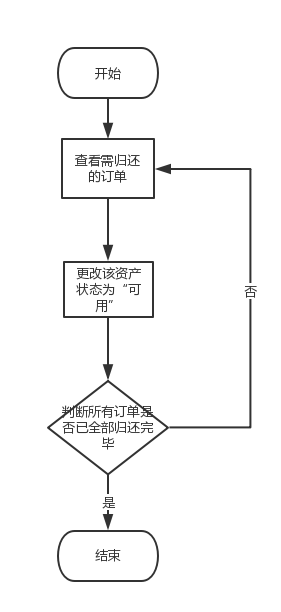 开始
查看需归还
的订单
更改该资产
状态为“可
用”
否
判断所有订单是
否已全部归还完
毕
是
结束